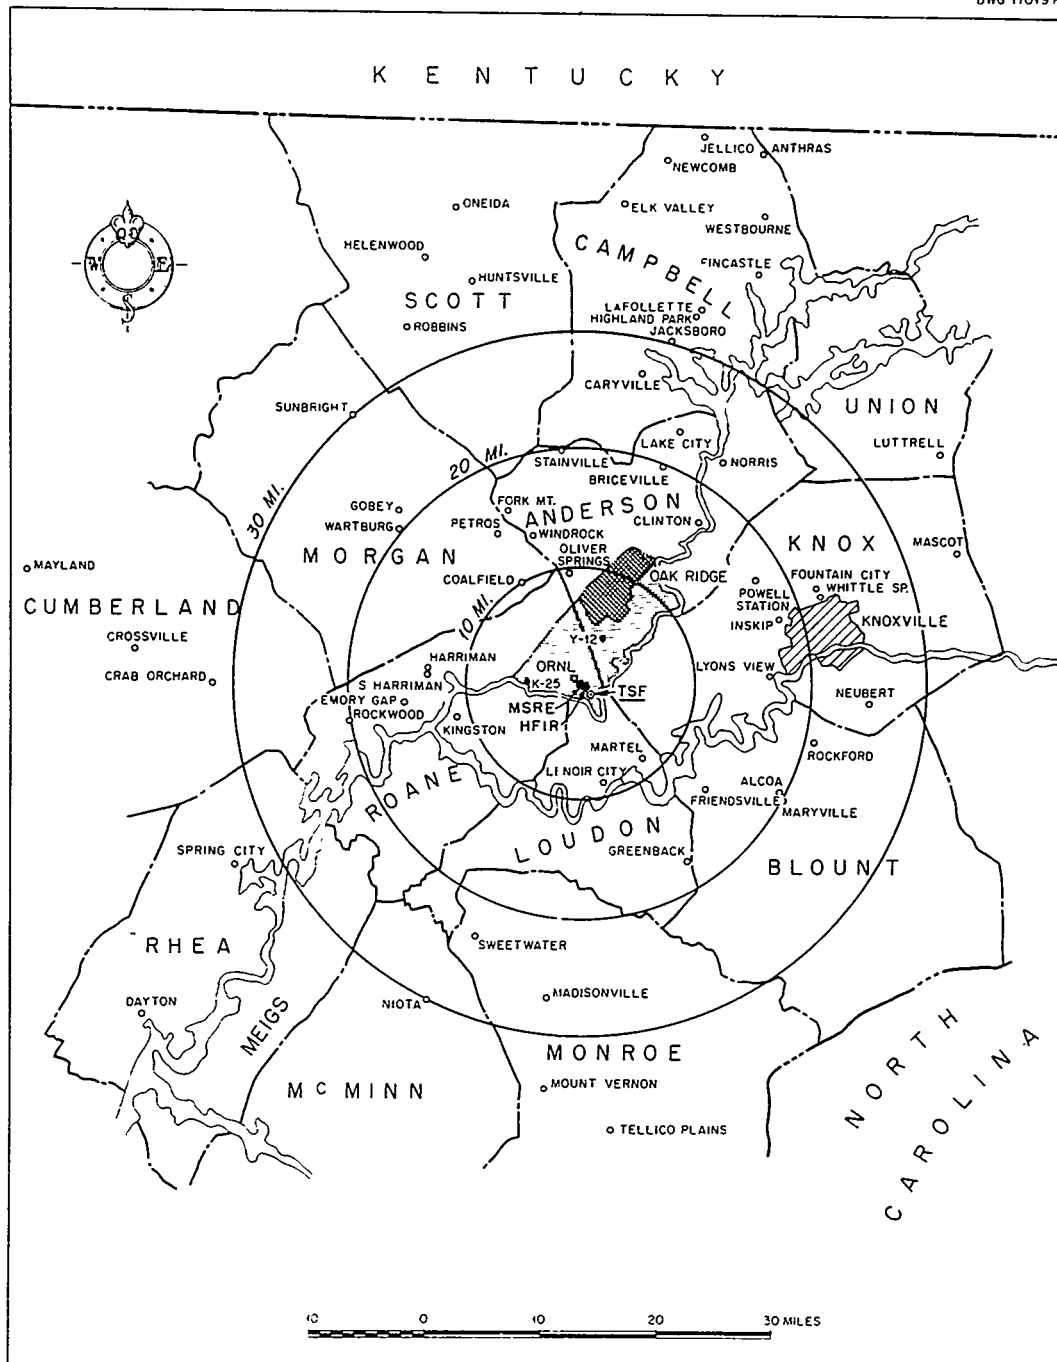 KENTUCKY
JELLICO
ANTHRAS
NEWCOMB
ONEIDA
ELK VALLEY
WESTBOURNE
HELENWOOD
CAMPBELL
FINCASTLE
W E
S
HUNTSVILLE
SCOTT
LAFOLLETTE
HIGHLAND PARK
ROBBINS
JACKSBORO
CARYVILLE
SUNBRIGHT
UNION
LAKE CITY
LUTTRELL
20 MI.
STAINVILLE
NORRIS
BRICEVILLE
30 MI.
FORK MT.
GOBEY
ANDERSON
WARTBURG
PETROS
CLINTON
WINDROCK
KNOX
MORGAN
OLIVER
SPRINGS
MASCOT
MAYLAND
COALFIELD
OAK RIDGE
FOUNTAIN CITY
WHITTLE SP.
POWELL
STATION
CUMBERLAND
10 MI.
INSKIP
KNOXVILLE
CROSSVILLE
Y-12
HARRIMAN
ORNL
LYONS VIEW
CRAB ORCHARD
S HARRIMAN
K-25
TSF
NEUBERT
EMORY GAP
MSRE
ROCKWOOD
HFIR
KINGSTON
ROCKFORD
MARTEL
ROANE
LENOIR CITY
ALCOA
FRIENDSVILLE
MARYVILLE
LOUDON
SPRING CITY
GREENBACK
BLOUNT
RHEA
SWEETWATER
DAYTON
NIOTA
MADISONVILLE
MEIGS
MONROE
NORTH
CAROLINA
McMINN
MOUNT VERNON
TELLICO PLAINS
10 0 10 20 30 MILES